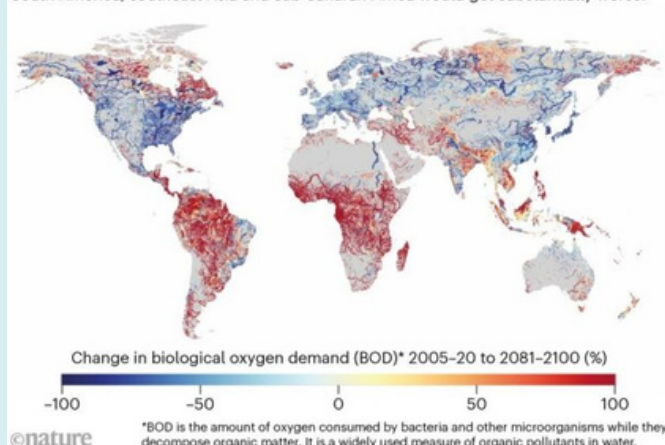 South America, southeast Asia and sub-Saharan Africa would get substantially worse.
Change in biological oxygen demand (BOD)* 2005–20 to 2081–2100 (%)
–100 –50 0 50 100
©nature
*BOD is the amount of oxygen consumed by bacteria and other microorganisms while they
decompose organic matter. It is a widely used measure of organic pollutants in water.